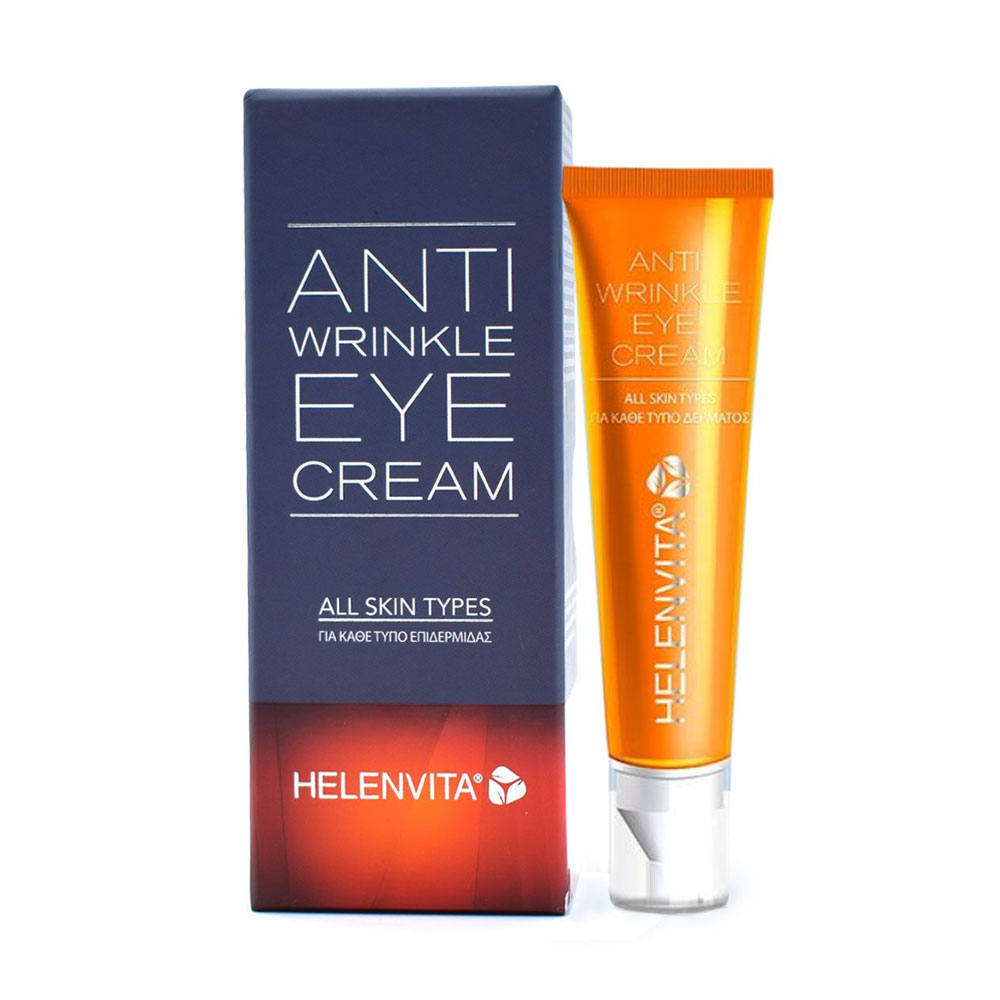 ANTI
WRINKLE
EYE
CREAM
ALL SKIN TYPES
ΓΙΑ ΚΑΘΕ ΤΥΠΟ ΕΠΙΔΕΡΜΙΔΑΣ
HELENVITA®
ANTI
WRINKLE
EYE
CREAM
ALL SKIN TYPES
ΓΙΑ ΚΑΘΕ ΤΥΠΟ ΔΕΡΜΑΤΟΣ
HELENVITA®